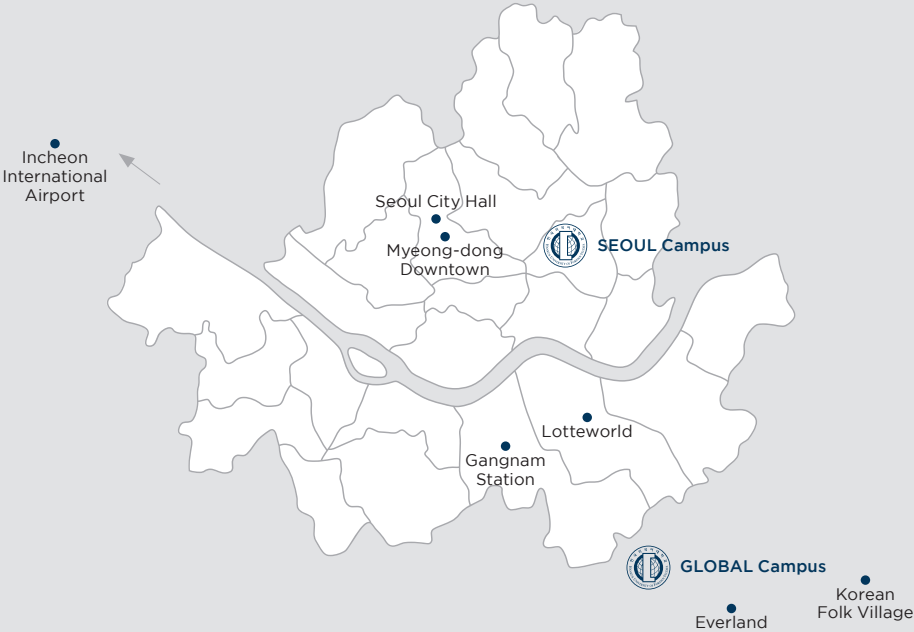 Incheon
International
Airport
Seoul City Hall
Myeong-dong
Downtown
SEOUL Campus
Lotteworld
Gangnam
Station
GLOBAL Campus
Korean
Folk Village
Everland